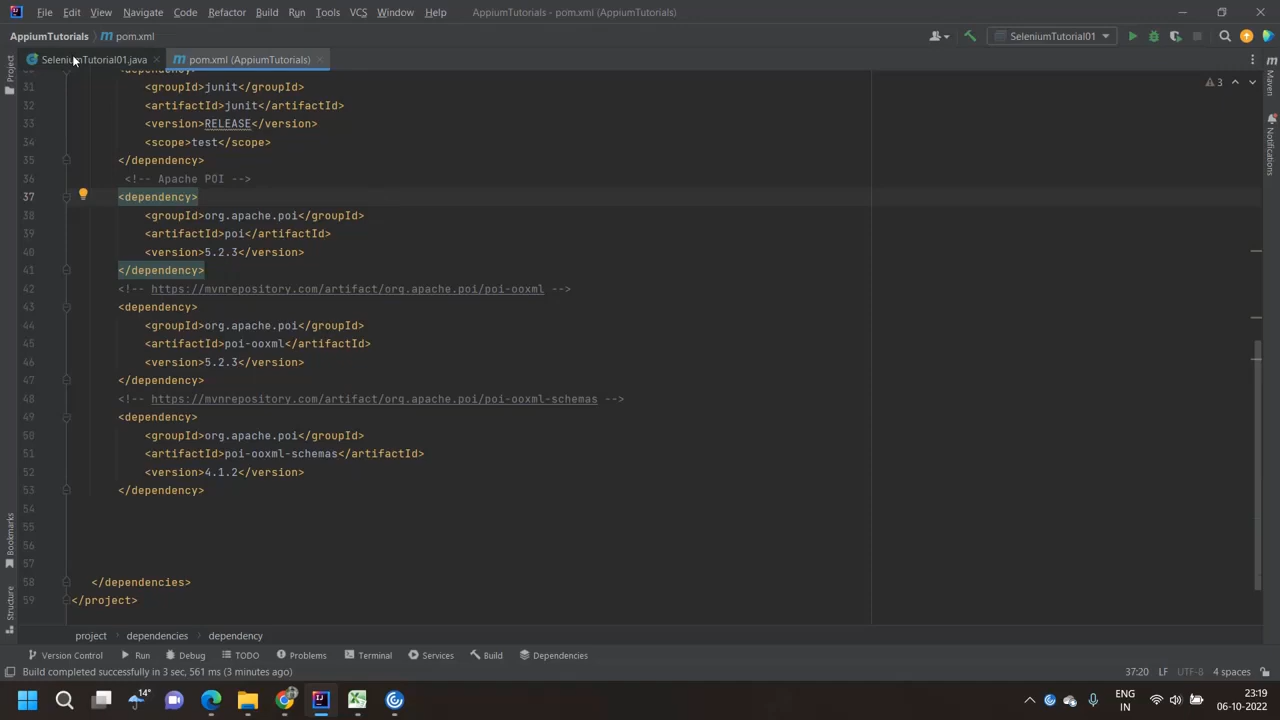 File Edit View Navigate Code Refactor Build Run Tools VCS Window Help AppiumTutorials - pom.xml (AppiumTutorials)
AppiumTutorials pom.xml SeleniumTutorial01
SeleniumTutorial01.java pom.xml (AppiumTutorials)
Project
Maven
Notifications
Bookmarks
Structure
3
30 <dependency>
31 <groupId>junit</groupId>
32 <artifactId>junit</artifactId>
33 <version>RELEASE</version>
34 <scope>test</scope>
35 </dependency>
36 <!-- Apache POI -->
37 <dependency>
38 <groupId>org.apache.poi</groupId>
39 <artifactId>poi</artifactId>
40 <version>5.2.3</version>
41 </dependency>
42 <!-- https://mvnrepository.com/artifact/org.apache.poi/poi-ooxml -->
43 <dependency>
44 <groupId>org.apache.poi</groupId>
45 <artifactId>poi-ooxml</artifactId>
46 <version>5.2.3</version>
47 </dependency>
48 <!-- https://mvnrepository.com/artifact/org.apache.poi/poi-ooxml-schemas -->
49 <dependency>
50 <groupId>org.apache.poi</groupId>
51 <artifactId>poi-ooxml-schemas</artifactId>
52 <version>4.1.2</version>
53 </dependency>
54
55
56
57
58 </dependencies>
59 </project>
project dependencies dependency
Version Control Run Debug TODO Problems Terminal Services Build Dependencies
Build completed successfully in 3 sec, 561 ms (3 minutes ago) 37:20 LF UTF-8 4 spaces
14°
ENG
IN
23:19
06-10-2022